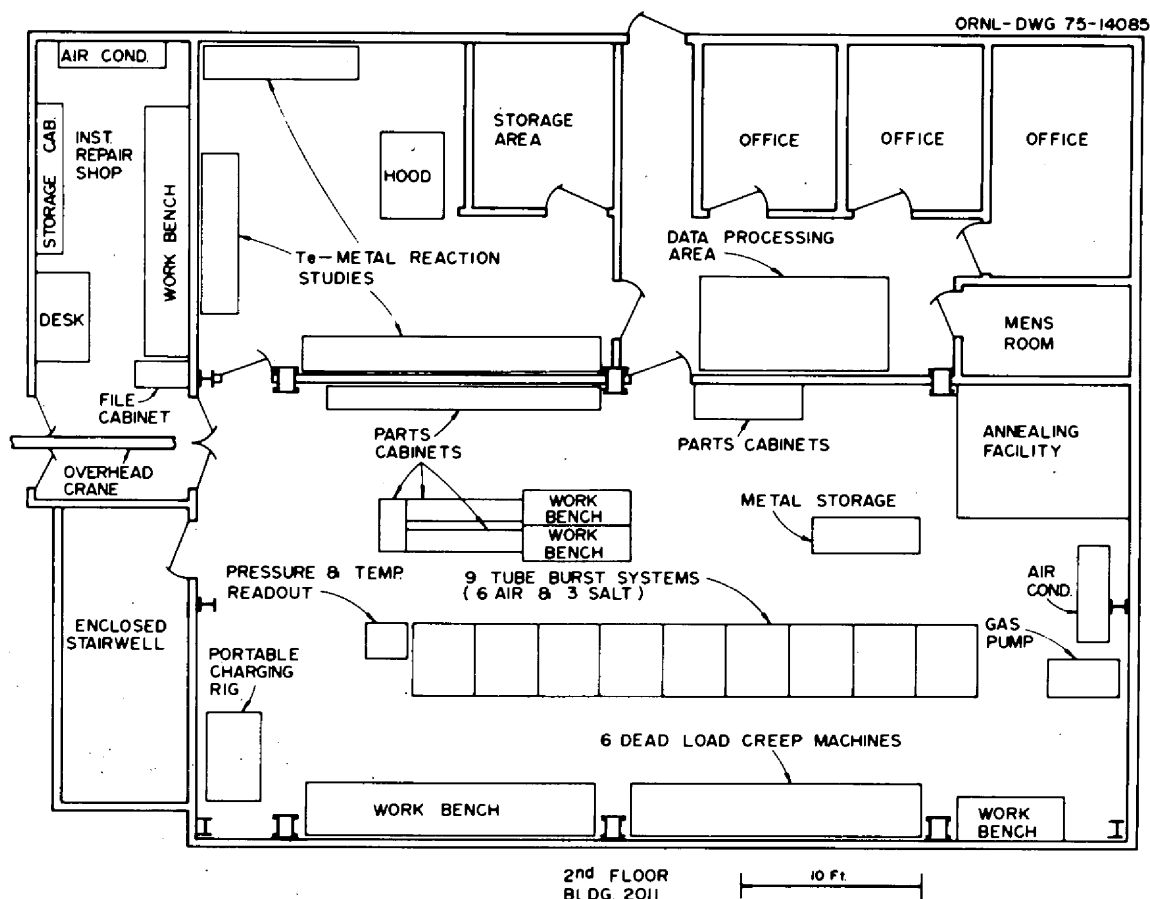 ORNL-DWG 75-14085
AIR COND.
STORAGE CAB.
INST.
REPAIR
SHOP
WORK BENCH
DESK
FILE
CABINET
OVERHEAD
CRANE
HOOD
STORAGE
AREA
Te-METAL REACTION
STUDIES
OFFICE
OFFICE
OFFICE
DATA PROCESSING
AREA
MENS
ROOM
PARTS
CABINETS
PARTS CABINETS
ANNEALING
FACILITY
WORK
BENCH
WORK
BENCH
METAL STORAGE
PRESSURE & TEMP.
READOUT
9 TUBE BURST SYSTEMS
(6 AIR & 3 SALT)
AIR
COND.
GAS
PUMP
ENCLOSED
STAIRWELL
PORTABLE
CHARGING
RIG
6 DEAD LOAD CREEP MACHINES
WORK BENCH
WORK
BENCH
2nd FLOOR
BLDG. 2011
10 Ft.